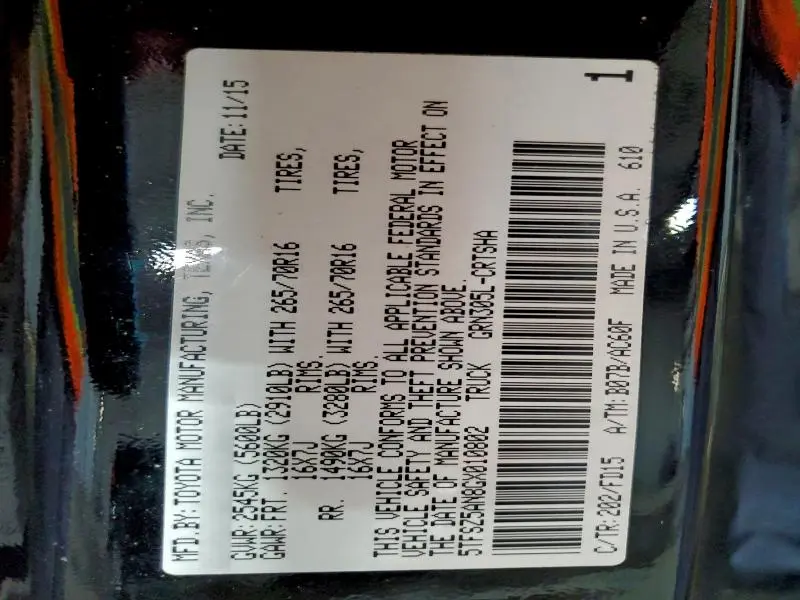 MFD.BY:TOYOTA MOTOR MANUFACTURING, TEXAS, INC.
DATE:11/15
GVWR:2545KG (5600LB)
GAWR:FRT. 1320KG (2910LB) WITH 265/70R16 TIRES,
16X7J RIMS.
RR. 1490KG (3280LB) WITH 265/70R16 TIRES,
16X7J RIMS.
THIS VEHICLE CONFORMS TO ALL APPLICABLE FEDERAL MOTOR
VEHICLE SAFETY AND THEFT PREVENTION STANDARDS IN EFFECT ON
THE DATE OF MANUFACTURE SHOWN ABOVE.
5TFSZ5AN8GX010802 TRUCK GRN305L-CRTSHA
1
C/TR:202/FD15 A/TM:B07B/AC60F MADE IN U.S.A. 610